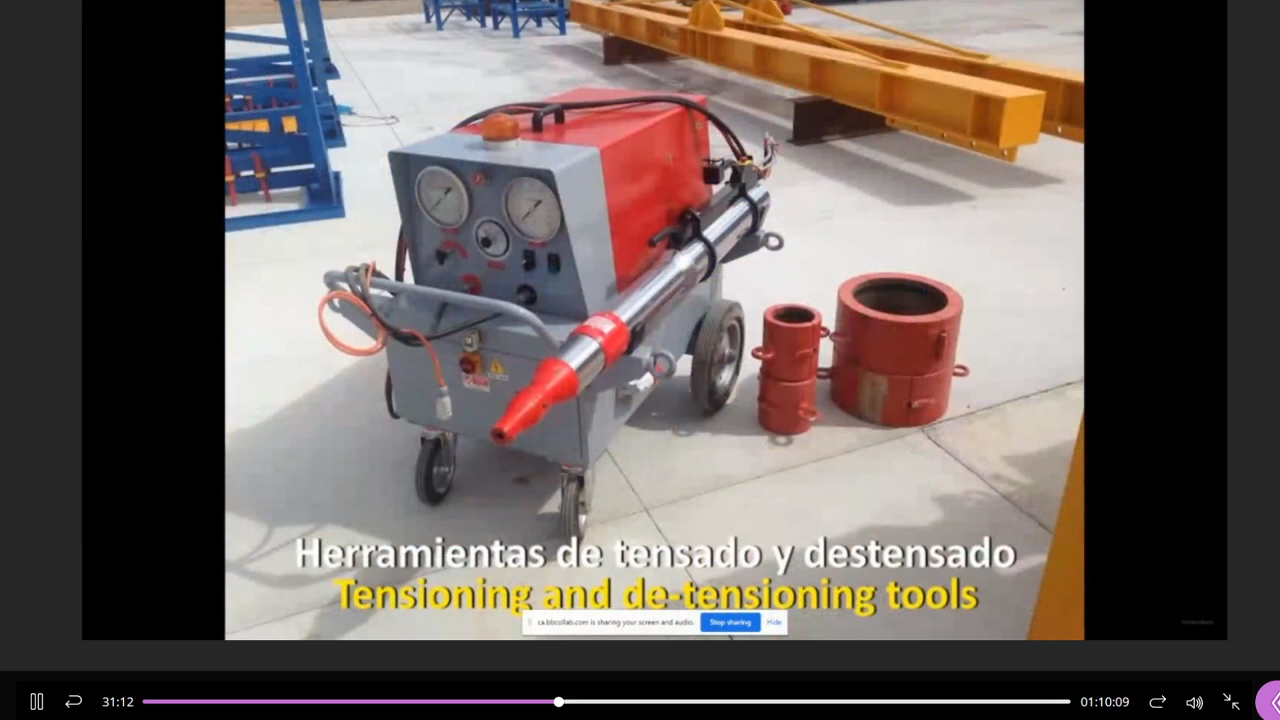 Herramientas de tensado y destensado
Tensioning and de-tensioning tools
ca.bbcollab.com is sharing your screen and audio. Stop sharing Hide
31:12 01:10:09